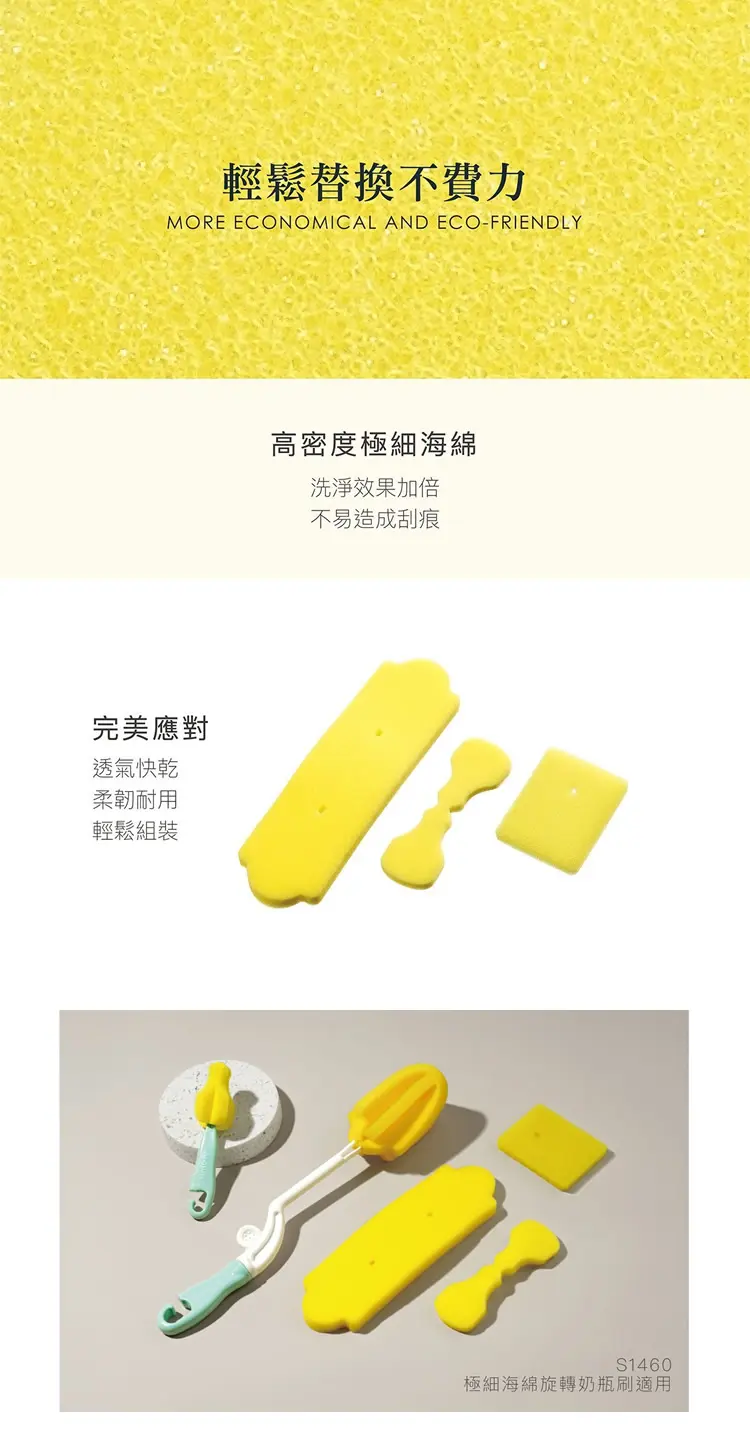 輕鬆替換不費力
MORE ECONOMICAL AND ECO-FRIENDLY
高密度極細海綿
洗淨效果加倍
不易造成刮痕
完美應對
透氣快乾
柔韌耐用
輕鬆組裝
S1460
極細海綿旋轉奶瓶刷適用